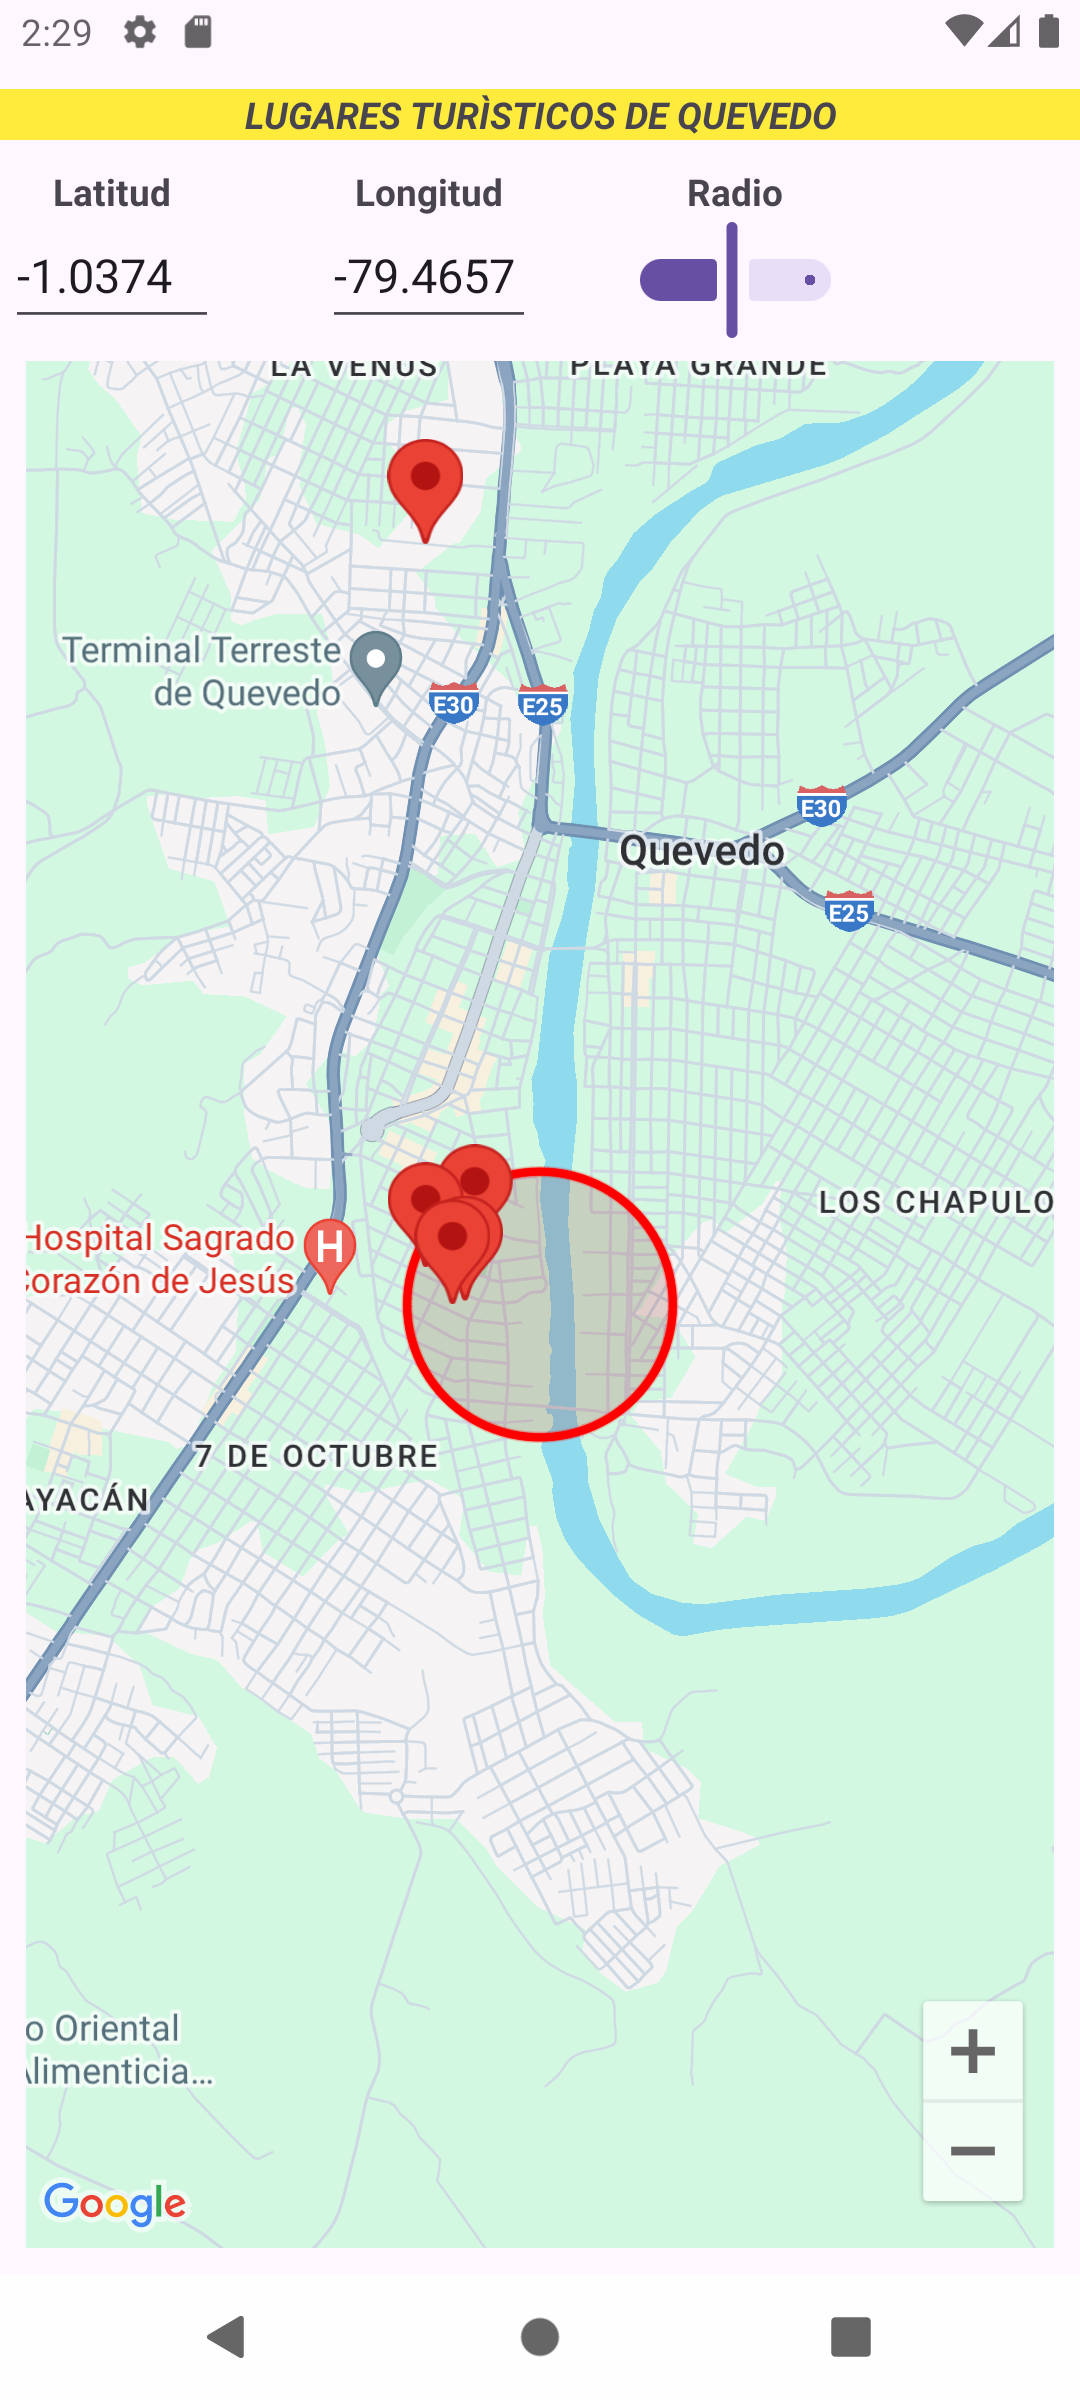 2:29
LUGARES TURÌSTICOS DE QUEVEDO
Latitud
Longitud
Radio
-1.0374
-79.4657
LA VENUS
PLAYA GRANDE
Terminal Terreste
de Quevedo
E30
E25
E30
Quevedo
E25
LOS CHAPULO
Hospital Sagrado
Corazón de Jesús
H
7 DE OCTUBRE
AYACÁN
o Oriental
Alimenticia...
Google